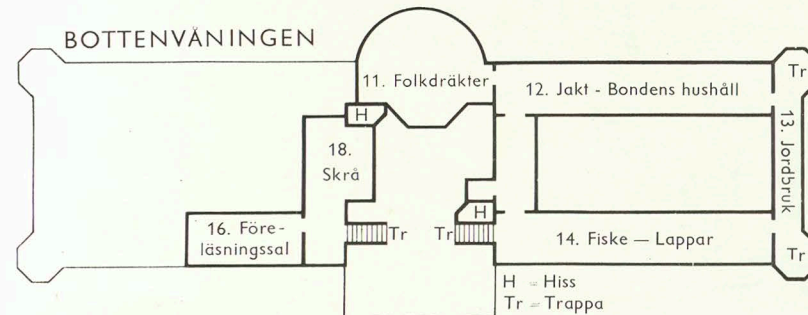 BOTTENVÅNINGEN
11. Folkdräkter
12. Jakt - Bondens hushåll
Tr
13. Jordbruk
H
18.
Skrå
H
16. Före-
läsningssal
Tr
Tr
14. Fiske — Lappar
Tr
H = Hiss
Tr = Trappa